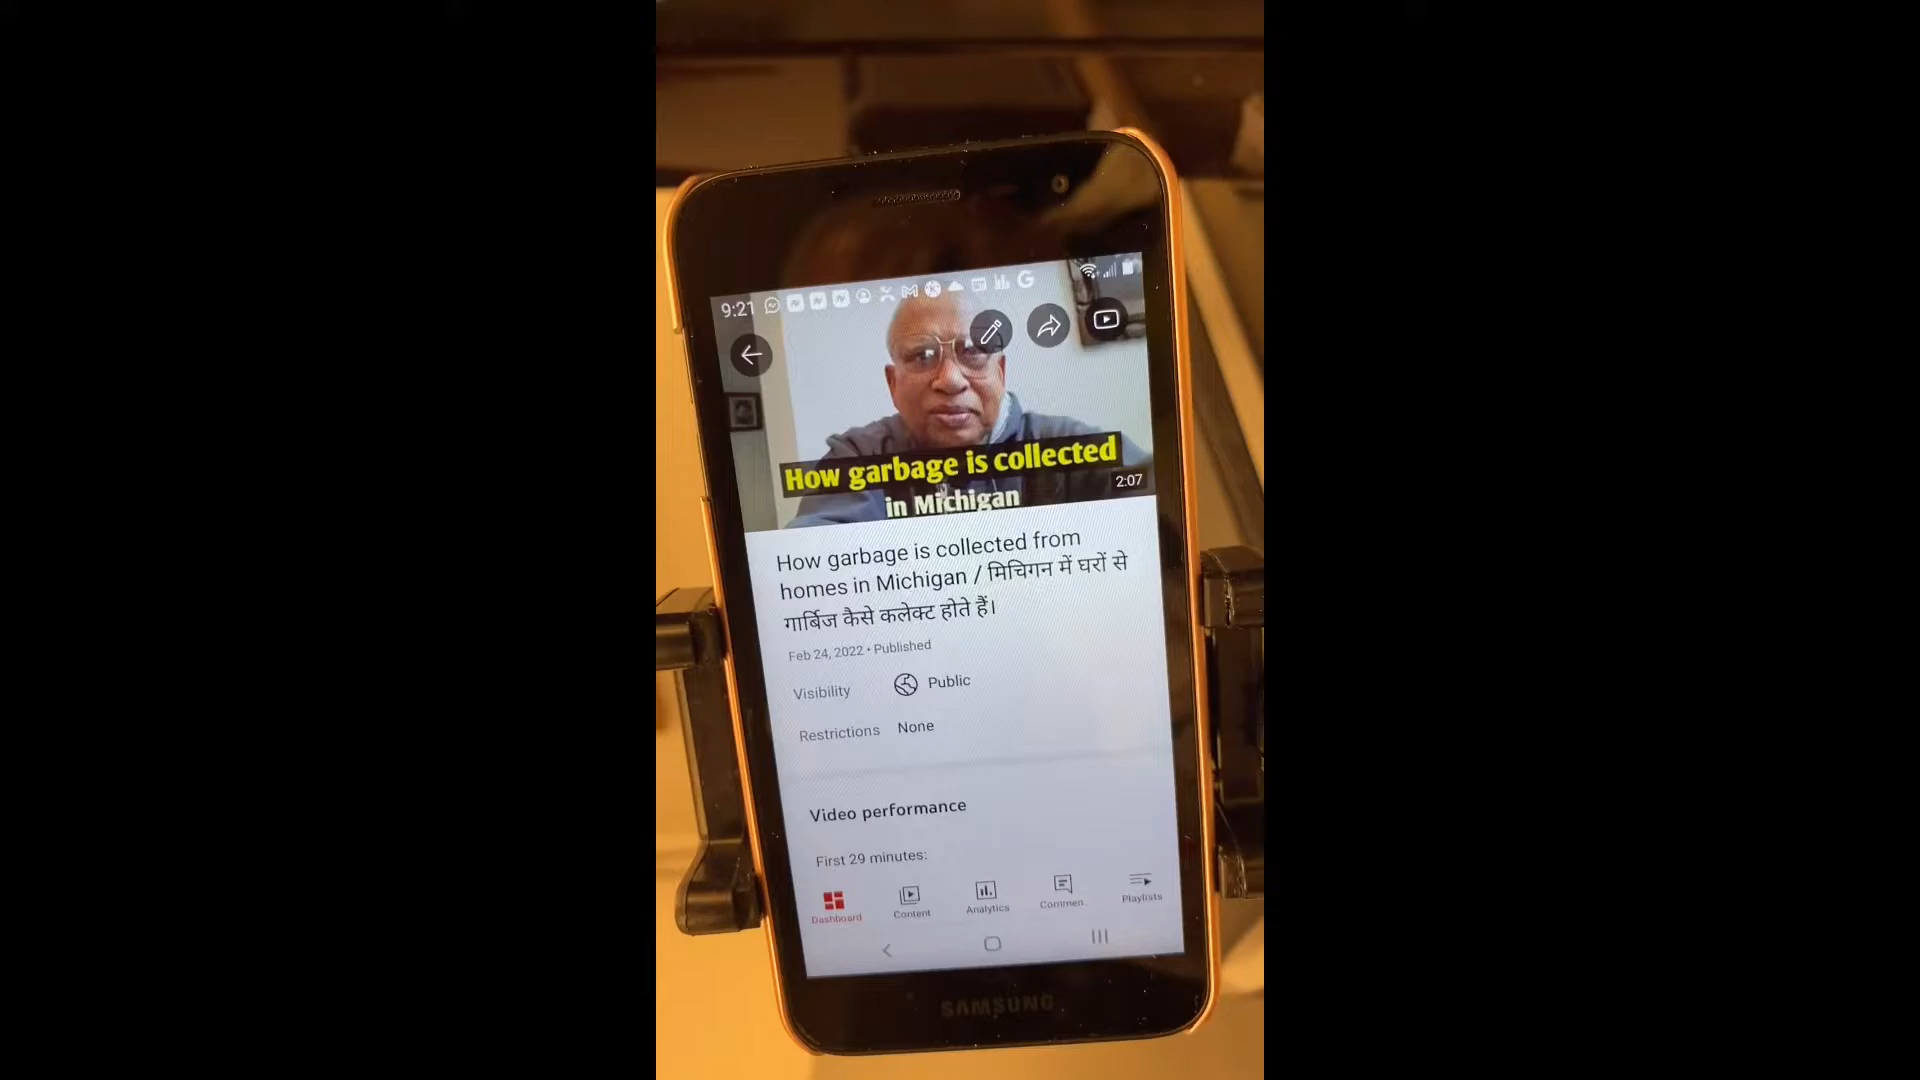 9:21
How garbage is collected
in Michigan
2:07
How garbage is collected from
homes in Michigan / मिचिगन में घरों से
गार्बिज कैसे कलेक्ट होते हैं।
Feb 24, 2022 • Published
Visibility Public
Restrictions None
Video performance
First 29 minutes:
Dashboard Content Analytics Commen.. Playlists
SAMSUNG